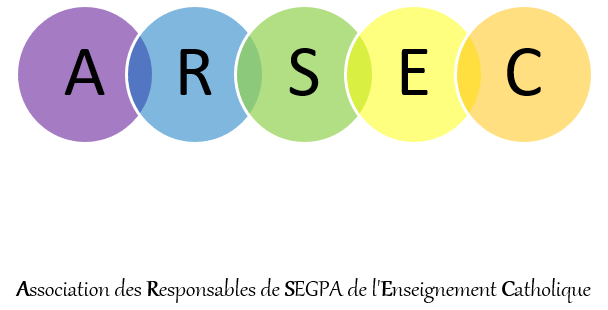 A R S E C
Association des Responsables de SEGPA de l'Enseignement Catholique